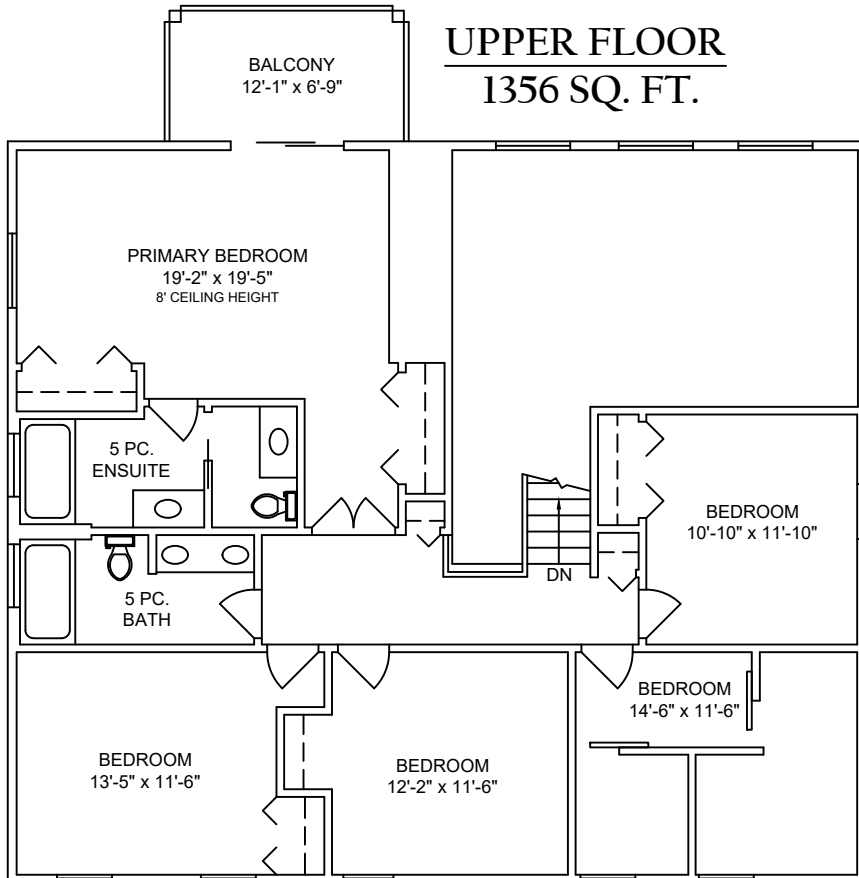 UPPER FLOOR
1356 SQ. FT.
BALCONY
12'-1" x 6'-9"
PRIMARY BEDROOM
19'-2" x 19'-5"
8' CEILING HEIGHT
5 PC.
ENSUITE
BEDROOM
10'-10" x 11'-10"
DN
5 PC.
BATH
BEDROOM
14'-6" x 11'-6"
BEDROOM
13'-5" x 11'-6"
BEDROOM
12'-2" x 11'-6"